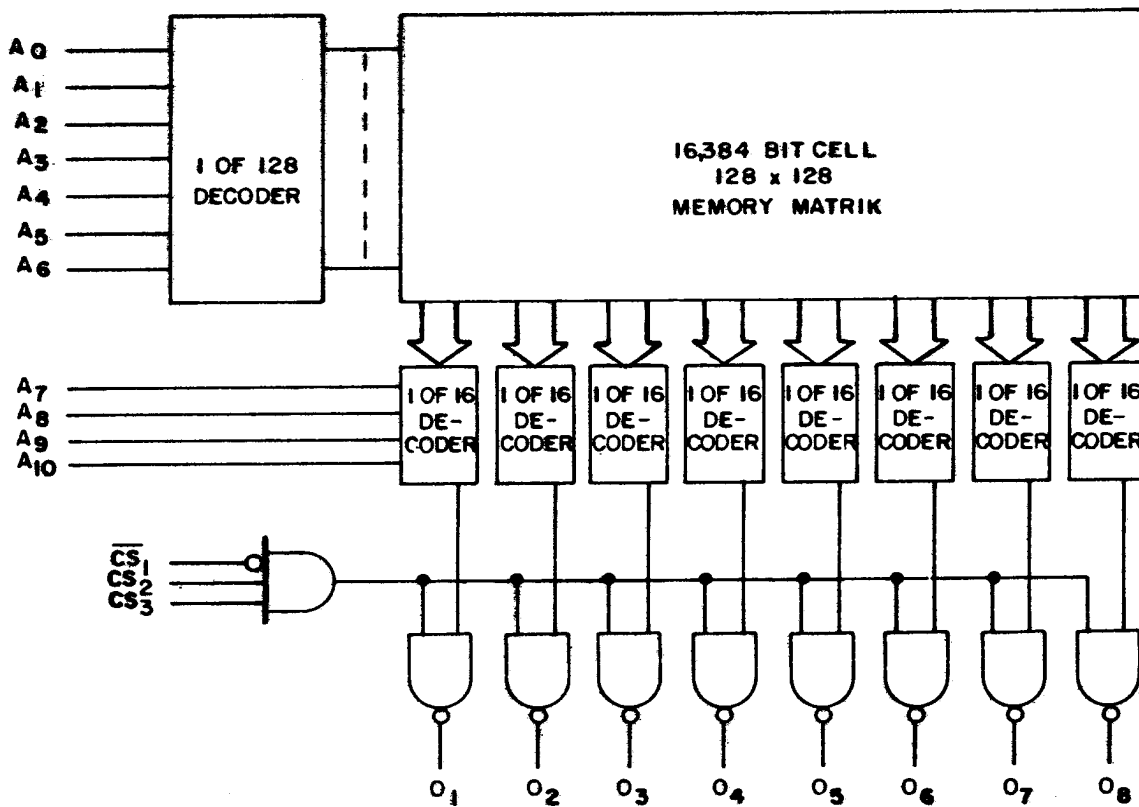 A0
A1
A2
A3
A4
A5
A6
1 OF 128
DECODER
16,384 BIT CELL
128 x 128
MEMORY MATRIK
A7
A8
A9
A10
1 OF 16
DE-
CODER
1 OF 16
DE-
CODER
1 OF 16
DE-
CODER
1 OF 16
DE-
CODER
1 OF 16
DE-
CODER
1 OF 16
DE-
CODER
1 OF 16
DE-
CODER
1 OF 16
DE-
CODER
C̅S̅1
CS2
CS3
O1 O2 O3 O4 O5 O6 O7 O8